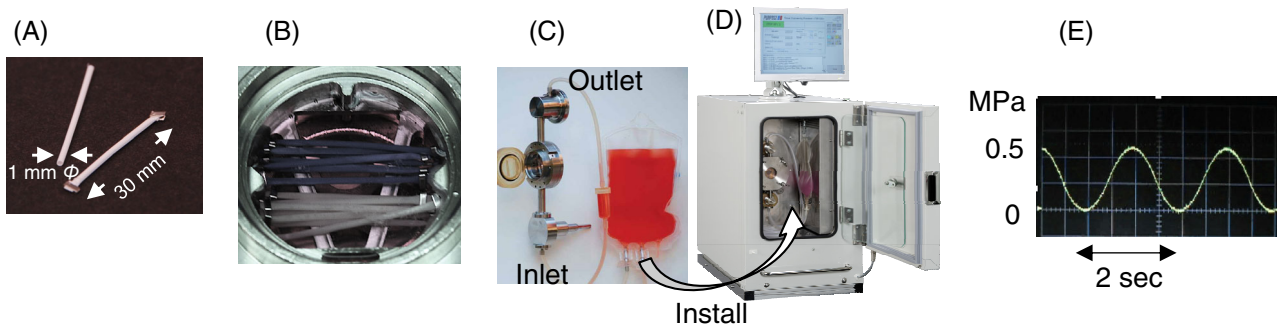 (A)
(B)
(C)
(D)
(E)
1 mm Φ
30 mm
Outlet
Inlet
Install
MPa
0.5
0
2 sec